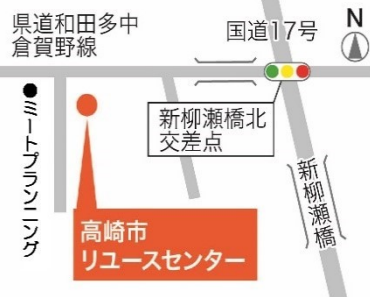 県道和田多中
倉賀野線
国道17号
N
新柳瀬橋北
交差点
●ミートプランニング
新柳瀬橋
高崎市
リユースセンター